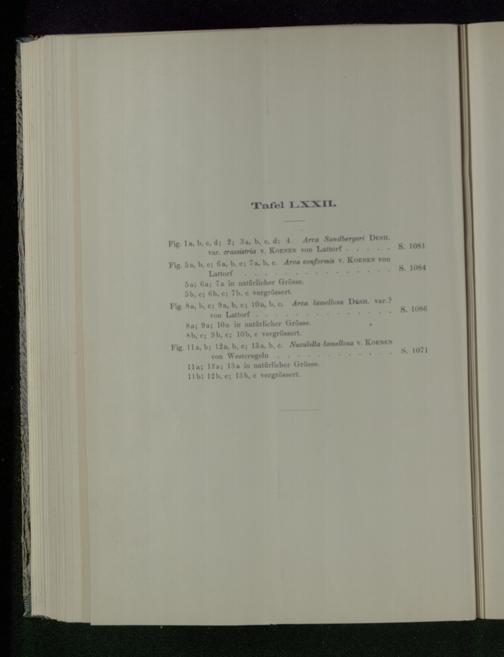 Tafel LXXII.
Fig. 1a, b, c, d; 2; 3a, b, c, d; 4. Arca Sandbergeri Desh.
var. crassistria v. Koenen von Lattorf . . . . . S. 1081
Fig. 5a, b, c; 6a, b, c; 7a, b, c. Arca conformis v. Koenen von
Lattorf . . . . . . . . . . . . . . . . S. 1084
5a; 6a; 7a in natürlicher Grösse.
5b, c; 6b, c; 7b, c vergrössert.
Fig. 8a, b, c; 9a, b, c; 10a, b, c. Arca lamellosa Desh. var.?
von Lattorf . . . . . . . . . . . . . . S. 1086
8a; 9a; 10a in natürlicher Grösse.
8b, c; 9b, c; 10b, c vergrössert.
Fig. 11a, b; 12a, b, c; 13a, b, c. Nuculella lamellosa v. Koenen
von Westeregeln . . . . . . . . . . . . S. 1071
11a; 12a; 13a in natürlicher Grösse.
11b; 12b, c; 13b, c vergrössert.